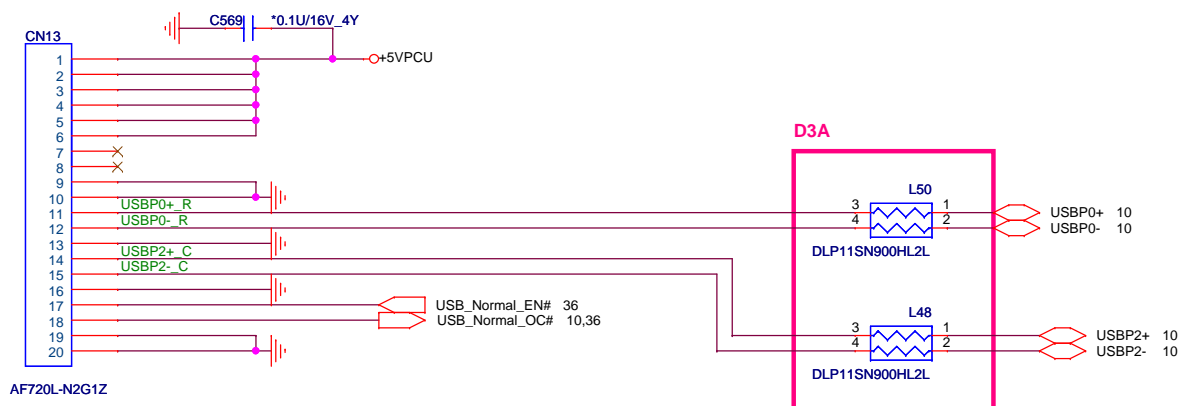 C569 *0.1U/16V_4Y
CN13
+5VPCU
1
2
3
4
5
6
7
8
9
10
11
12
13
14
15
16
17
18
19
20
USBP0+_R
USBP0-_R
USBP2+_C
USBP2-_C
AF720L-N2G1Z
USB_Normal_EN# 36
USB_Normal_OC# 10,36
D3A
L50
3 1
4 2
DLP11SN900HL2L
USBP0+ 10
USBP0- 10
L48
3 1
4 2
DLP11SN900HL2L
USBP2+ 10
USBP2- 10